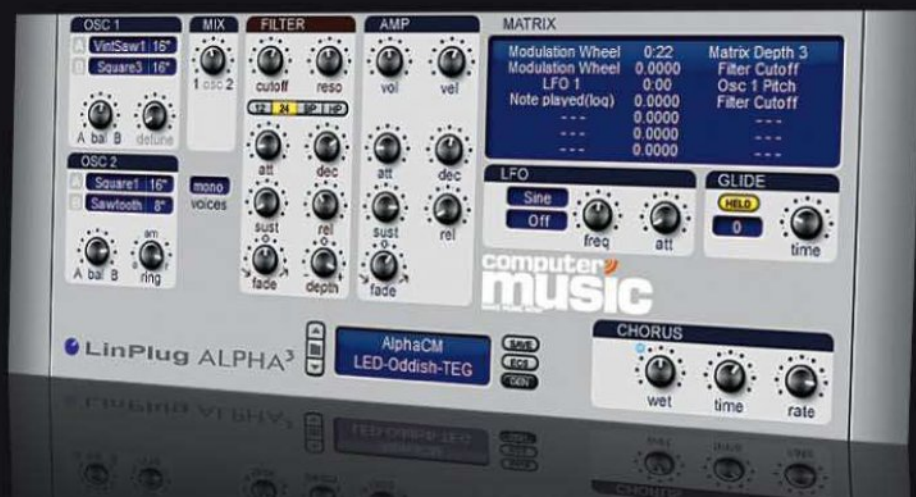 OSC 1
A VintSaw1 16"
B Square3 16"
A bal B detune
OSC 2
A Square1 16"
B Sawtooth 8"
A bal B ring
am
r
MIX
1 osc 2
mono
voices
FILTER
cutoff reso
12 24 BP HP
att dec
sust rel
fade depth
AMP
vol vel
att dec
sust rel
fade
MATRIX
Modulation Wheel 0:22 Matrix Depth 3
Modulation Wheel 0.0000 Filter Cutoff
LFO 1 0:00 Osc 1 Pitch
Note played(log) 0.0000 Filter Cutoff
--- 0.0000 ---
--- 0.0000 ---
--- 0.0000 ---
LFO
Sine
Off
freq att
GLIDE
HELD
0
time
computer
music
LinPlug ALPHA³
AlphaCM
LED-Oddish-TEG
SAVE
CHORUS
wet time rate